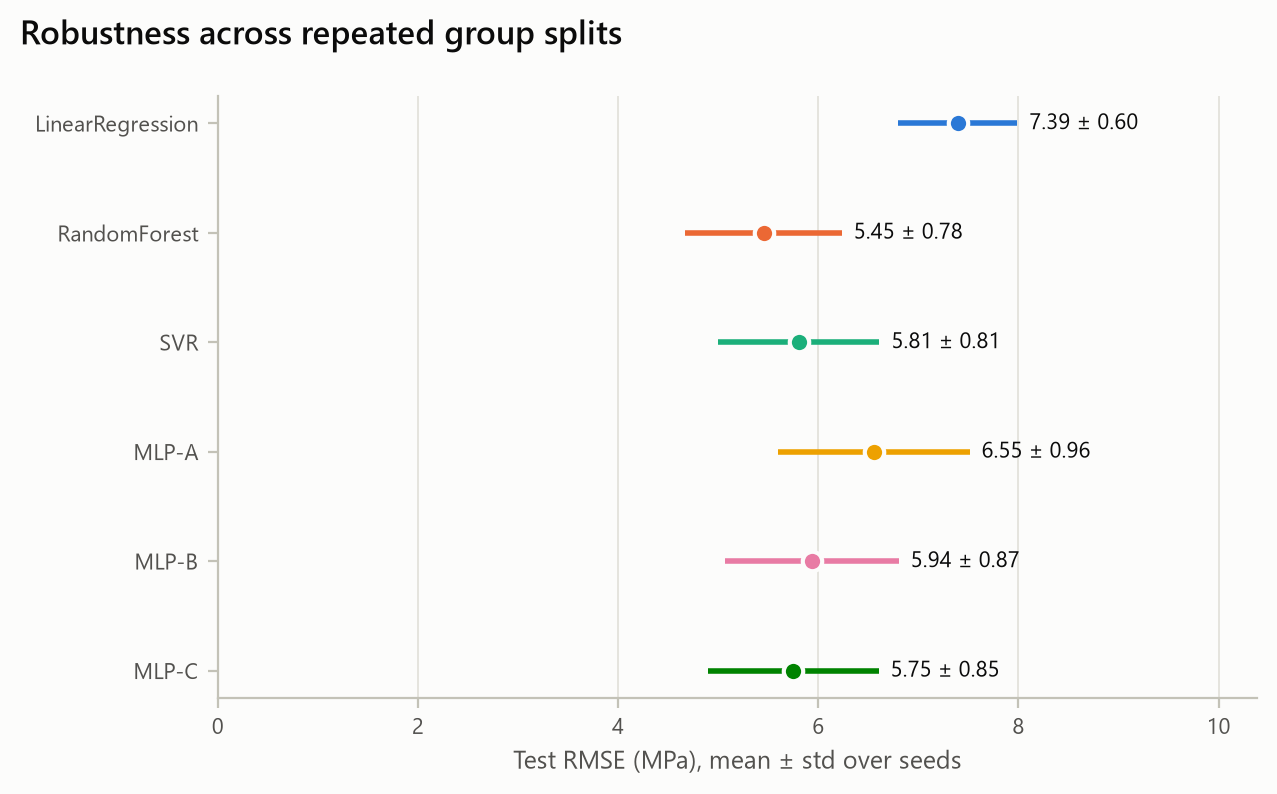 Robustness across repeated group splits
LinearRegression
7.39 ± 0.60
RandomForest
5.45 ± 0.78
SVR
5.81 ± 0.81
MLP-A
6.55 ± 0.96
MLP-B
5.94 ± 0.87
MLP-C
5.75 ± 0.85
0 2 4 6 8 10
Test RMSE (MPa), mean ± std over seeds